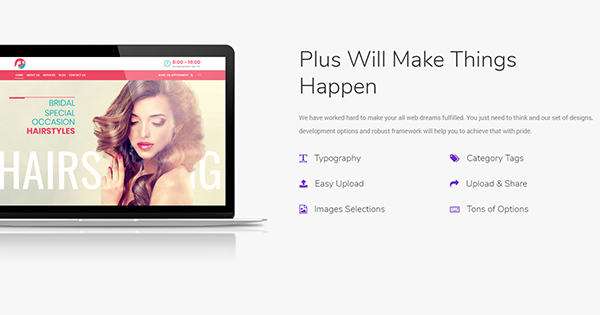 8:00 - 19:00
HOME ABOUT US SERVICES BLOG CONTACT US
MAKE AN APPOINTMENT
BRIDAL
SPECIAL
OCCASION
HAIRSTYLES
HAIRS NG
Plus Will Make Things
Happen
We have worked hard to make your all web dreams fulfilled. You just need to think and our set of designs,
development options and robust framework will help you to achieve that with pride.
Typography
Category Tags
Easy Upload
Upload & Share
Images Selections
Tons of Options